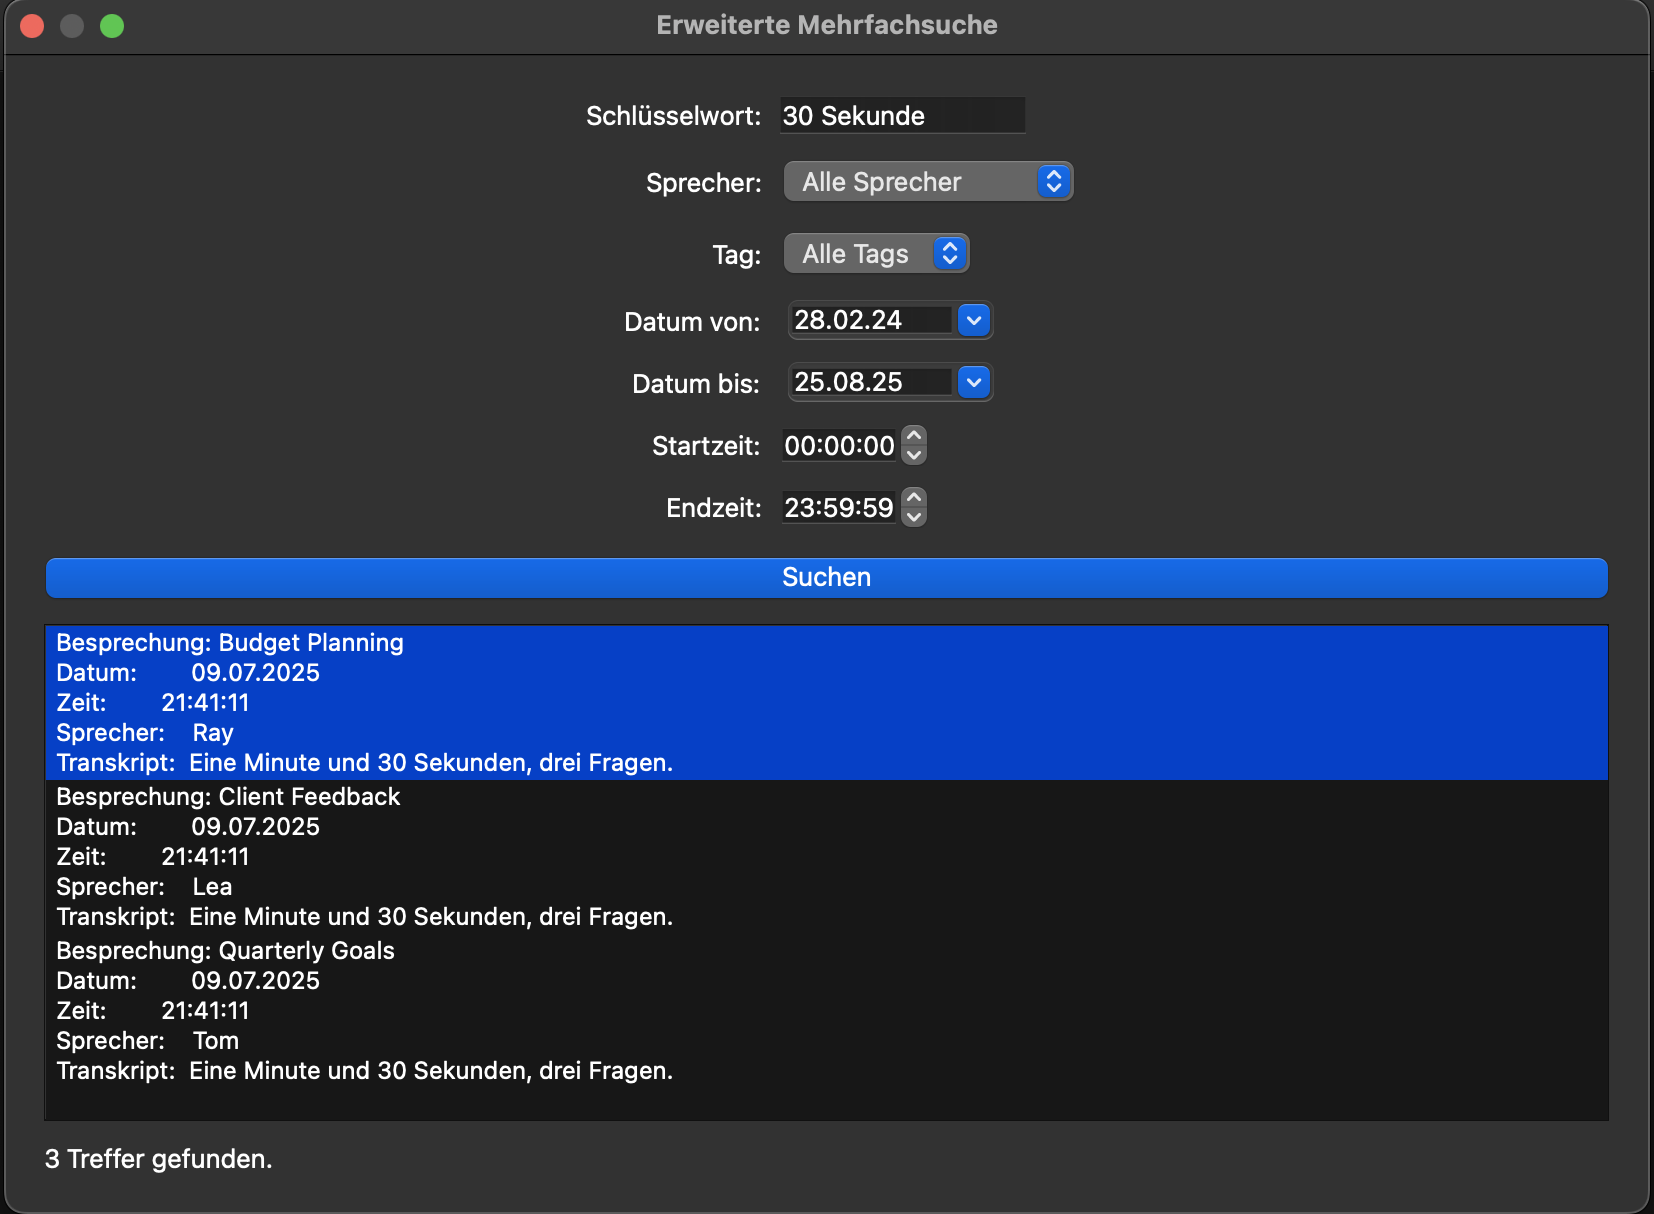 Erweiterte Mehrfachsuche
Schlüsselwort: 30 Sekunde
Sprecher: Alle Sprecher
Tag: Alle Tags
Datum von: 28.02.24
Datum bis: 25.08.25
Startzeit: 00:00:00
Endzeit: 23:59:59
Suchen
Besprechung: Budget Planning
Datum: 09.07.2025
Zeit: 21:41:11
Sprecher: Ray
Transkript: Eine Minute und 30 Sekunden, drei Fragen.
Besprechung: Client Feedback
Datum: 09.07.2025
Zeit: 21:41:11
Sprecher: Lea
Transkript: Eine Minute und 30 Sekunden, drei Fragen.
Besprechung: Quarterly Goals
Datum: 09.07.2025
Zeit: 21:41:11
Sprecher: Tom
Transkript: Eine Minute und 30 Sekunden, drei Fragen.
3 Treffer gefunden.